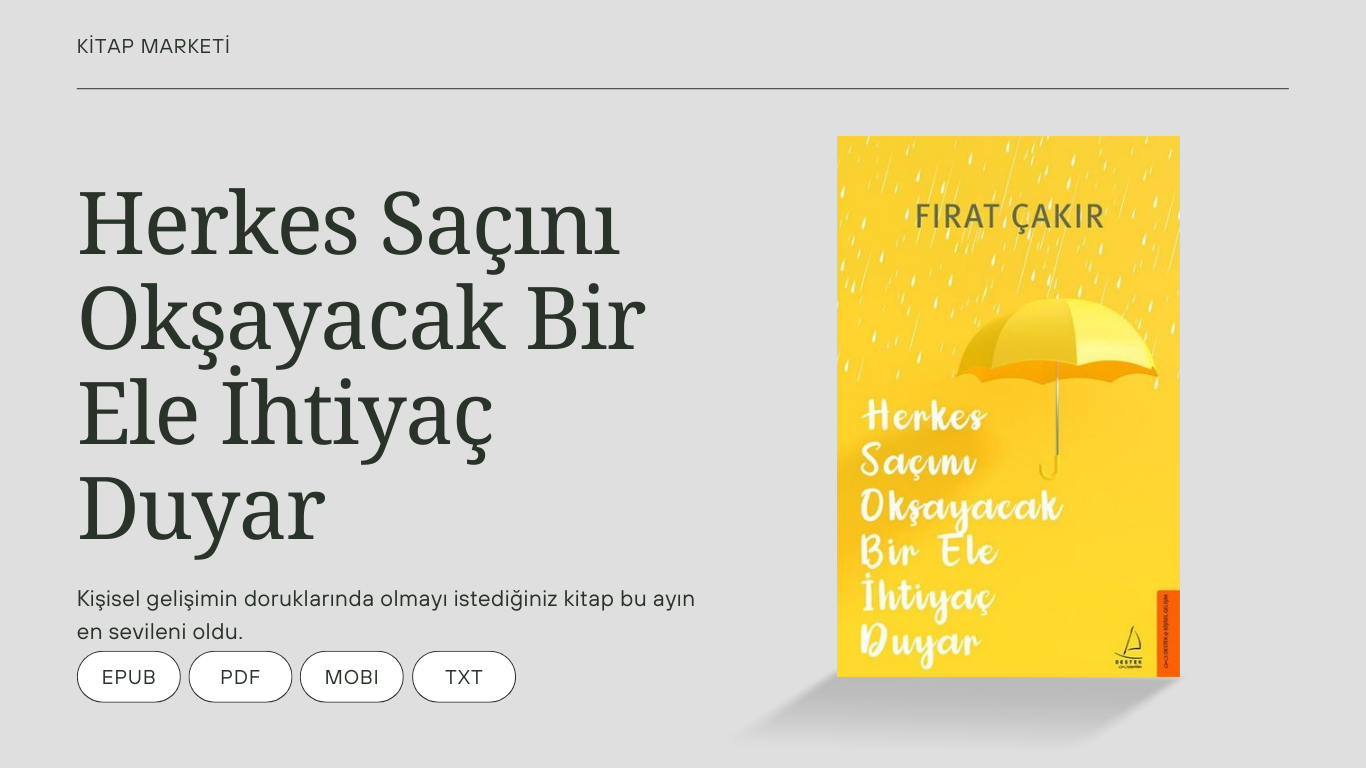 KİTAP MARKETİ
Herkes Saçını
Okşayacak Bir
Ele İhtiyaç
Duyar
Kişisel gelişimin doruklarında olmayı istediğiniz kitap bu ayın
en sevileni oldu.
EPUB PDF MOBI TXT
FIRAT ÇAKIR
Herkes
Saçını
Okşayacak
Bir Ele
İhtiyaç
Duyar
DESTEK